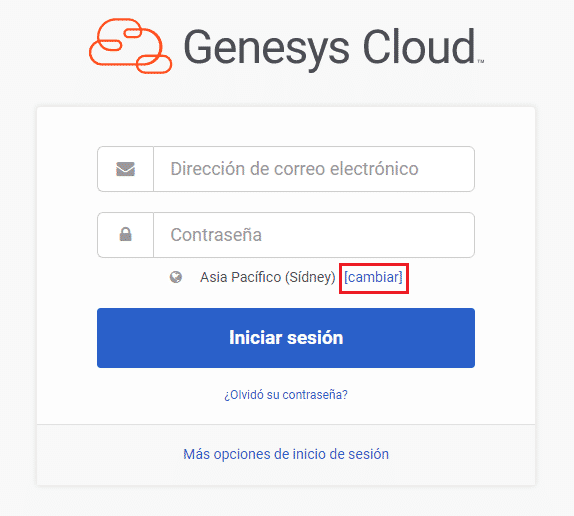 Genesys Cloud™
Dirección de correo electrónico
Contraseña
Asia Pacífico (Sídney) [cambiar]
Iniciar sesión
¿Olvidó su contraseña?
Más opciones de inicio de sesión